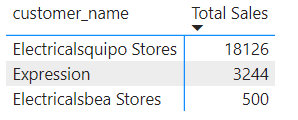 customer_name Total Sales
Electricalsquipo Stores 18126
Expression 3244
Electricalsbea Stores 500